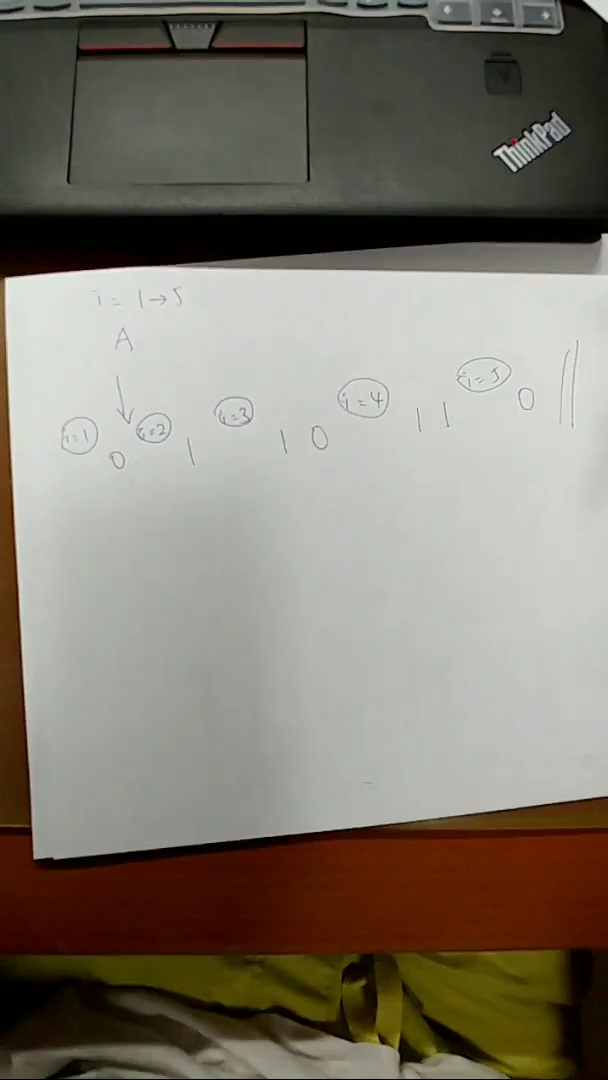 ThinkPad
i = 1→5
A
i=1 0 i=2 1 i=3 1 0 i=4 1 1 i=5 0